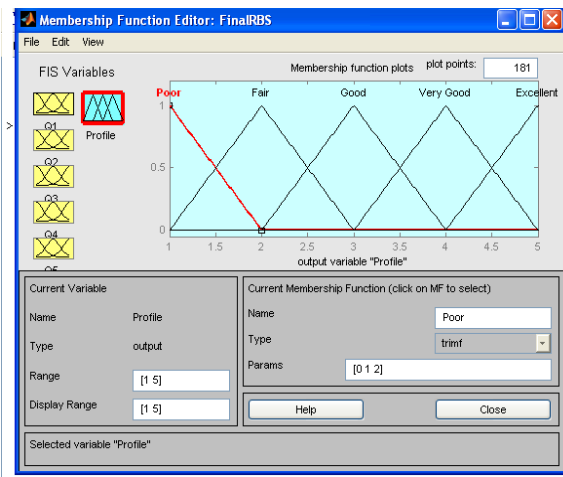 Membership Function Editor: FinalRBS
File Edit View
FIS Variables
Membership function plots plot points: 181
Poor Fair Good Very Good Excellent
Q1
Profile
Q2
Q3
Q4
Q5
1
0.5
0
1 1.5 2 2.5 3 3.5 4 4.5 5
output variable "Profile"
Current Variable
Name Profile
Type output
Range [1 5]
Display Range [1 5]
Current Membership Function (click on MF to select)
Name Poor
Type trimf
Params [0 1 2]
Help Close
Selected variable "Profile"